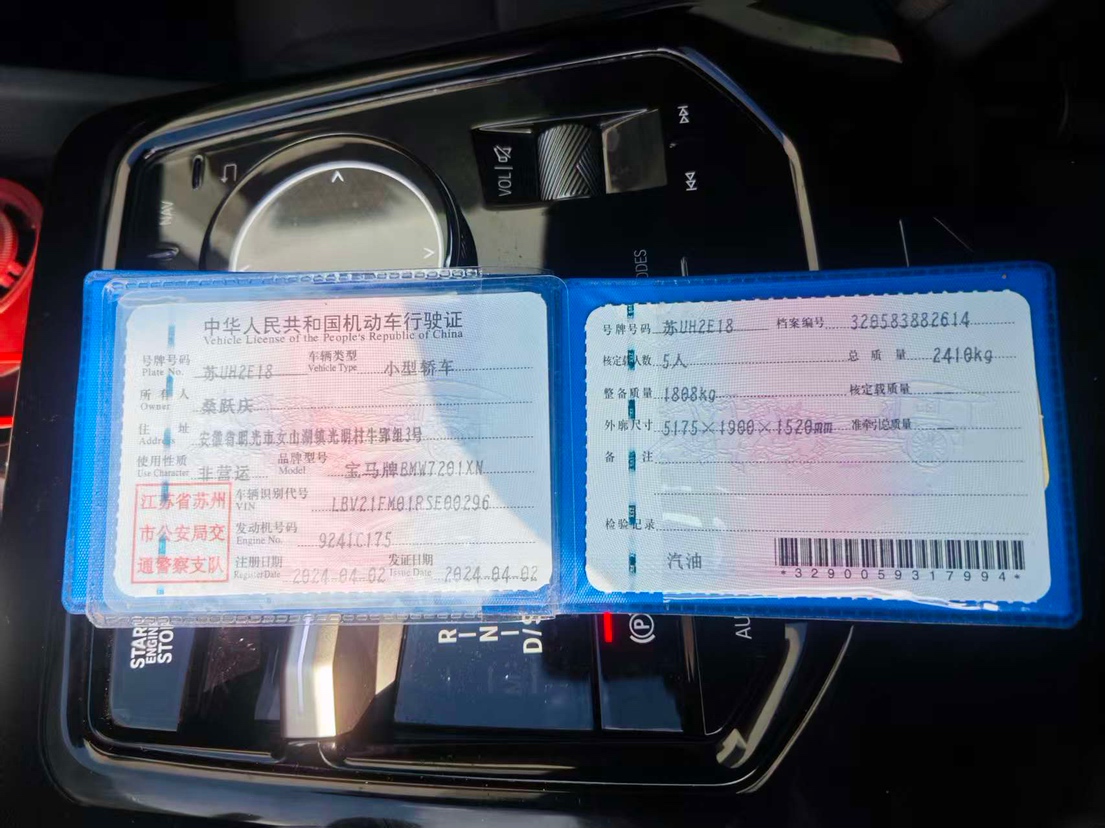 VOL
NAV
ODES
中华人民共和国机动车行驶证
Vehicle License of the People's Republic of China
号牌号码 苏UH2E18 车辆类型 小型轿车
Plate No. Vehicle Type
所有人 桑跃庆
Owner
住址 安徽省明光市女山湖镇光明村牛郢组3号
Address
使用性质 非营运 品牌型号 宝马牌BMW7201XN
Use Character Model
江苏省苏州
市公安局交
通警察支队
车辆识别代号 LBV21FM01RSE00296
VIN
发动机号码 9241C175
Engine No.
注册日期 2024-04-02 发证日期 2024-04-02
Register Date Issue Date
号牌号码 苏UH2E18 档案编号 320583882614
核定载人数 5人 总质量 2410kg
整备质量 1808kg 核定载质量
外廓尺寸 5175×1900×1520mm 准牵引总质量
备注
检验记录
汽油
*3290059317994*
START
ENGINE
STOP
R
N
D/
P
AU